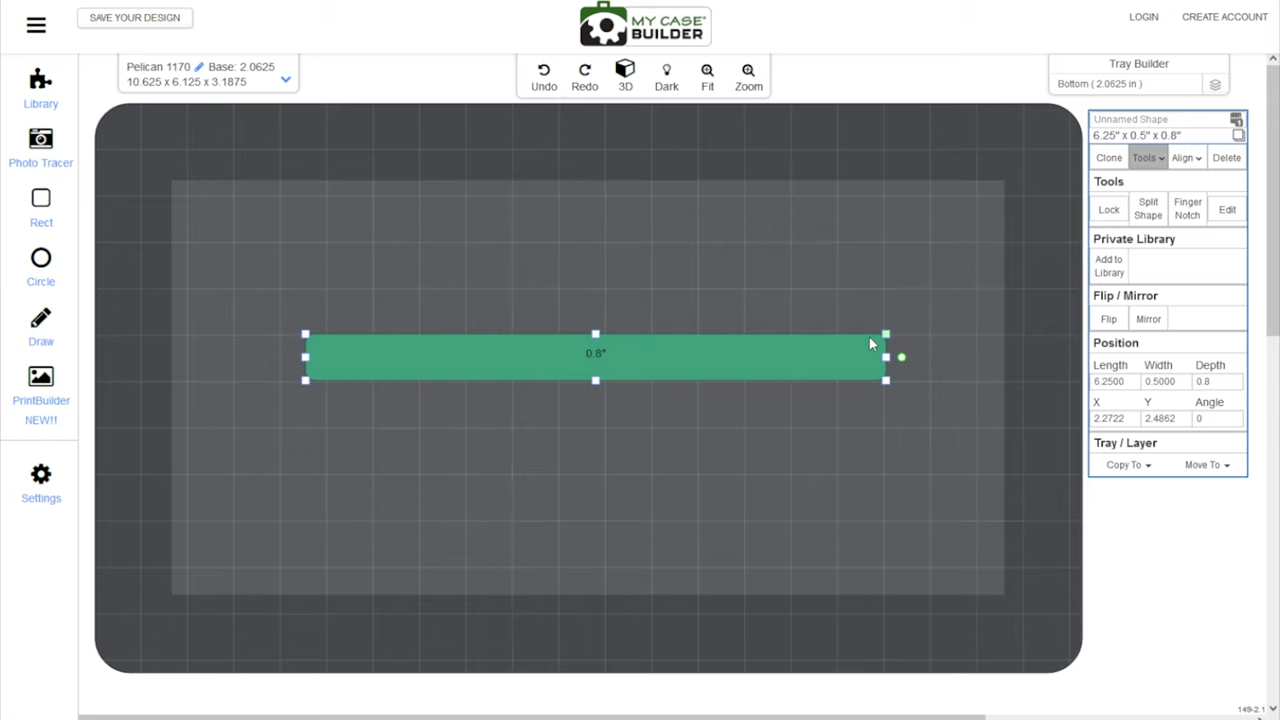 SAVE YOUR DESIGN
MY CASE
BUILDER
LOGIN
CREATE ACCOUNT
Library
Photo Tracer
Rect
Circle
Draw
PrintBuilder
NEW!!
Settings
Pelican 1170 Base: 2.0625
10.625 x 6.125 x 3.1875
Undo
Redo
3D
Dark
Fit
Zoom
Tray Builder
Bottom ( 2.0625 in )
0.8"
Unnamed Shape
6.25" x 0.5" x 0.8"
Clone
Tools
Align
Delete
Tools
Lock
Split
Shape
Finger
Notch
Edit
Private Library
Add to
Library
Flip / Mirror
Flip
Mirror
Position
Length
Width
Depth
6.2500
0.5000
0.8
X
Y
Angle
2.2722
2.4862
0
Tray / Layer
Copy To
Move To
149-2.1